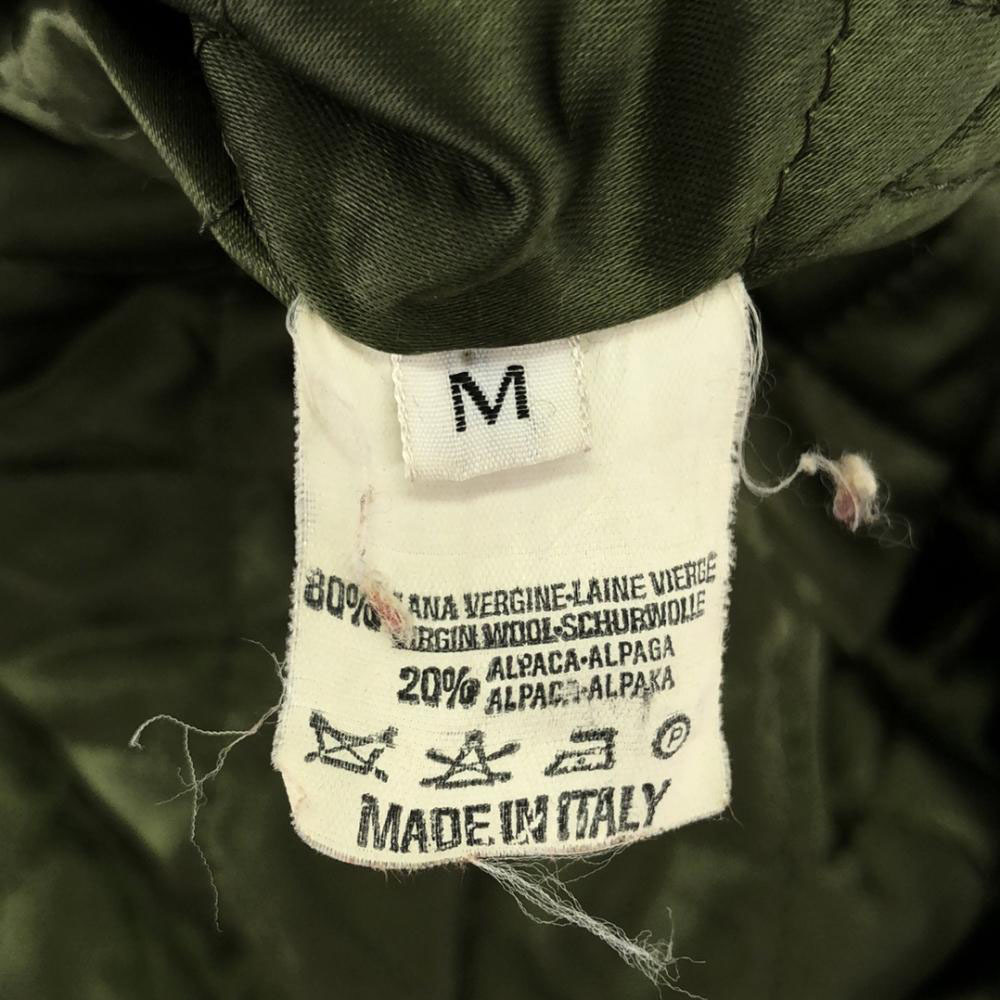 M
80% LANA VERGINE•LAINE VIERGE
VIRGIN WOOL•SCHURWOLLE
20% ALPACA•ALPAGA
ALPACA•ALPAKA
P
MADE IN ITALY